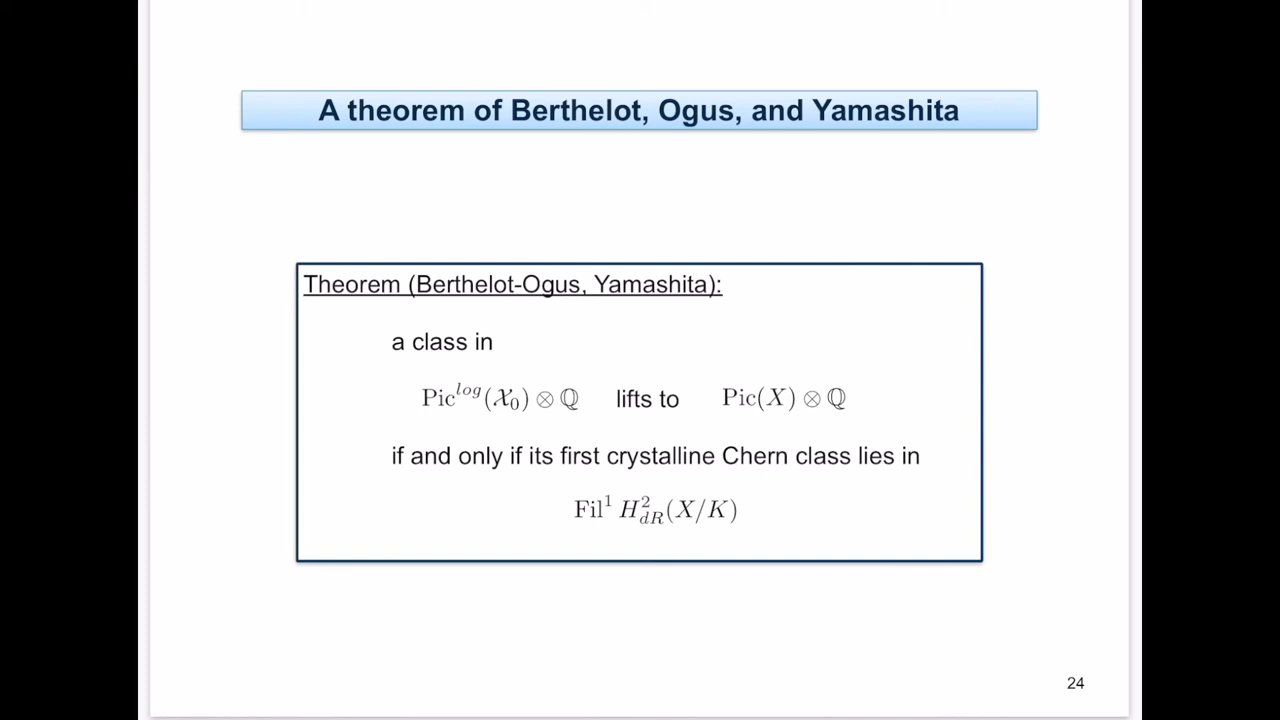 A theorem of Berthelot, Ogus, and Yamashita
Theorem (Berthelot-Ogus, Yamashita):
a class in
Pic^{log}(𝒳_0) ⊗ ℚ lifts to Pic(X) ⊗ ℚ
if and only if its first crystalline Chern class lies in
Fil^1 H^2_{dR}(X/K)
24